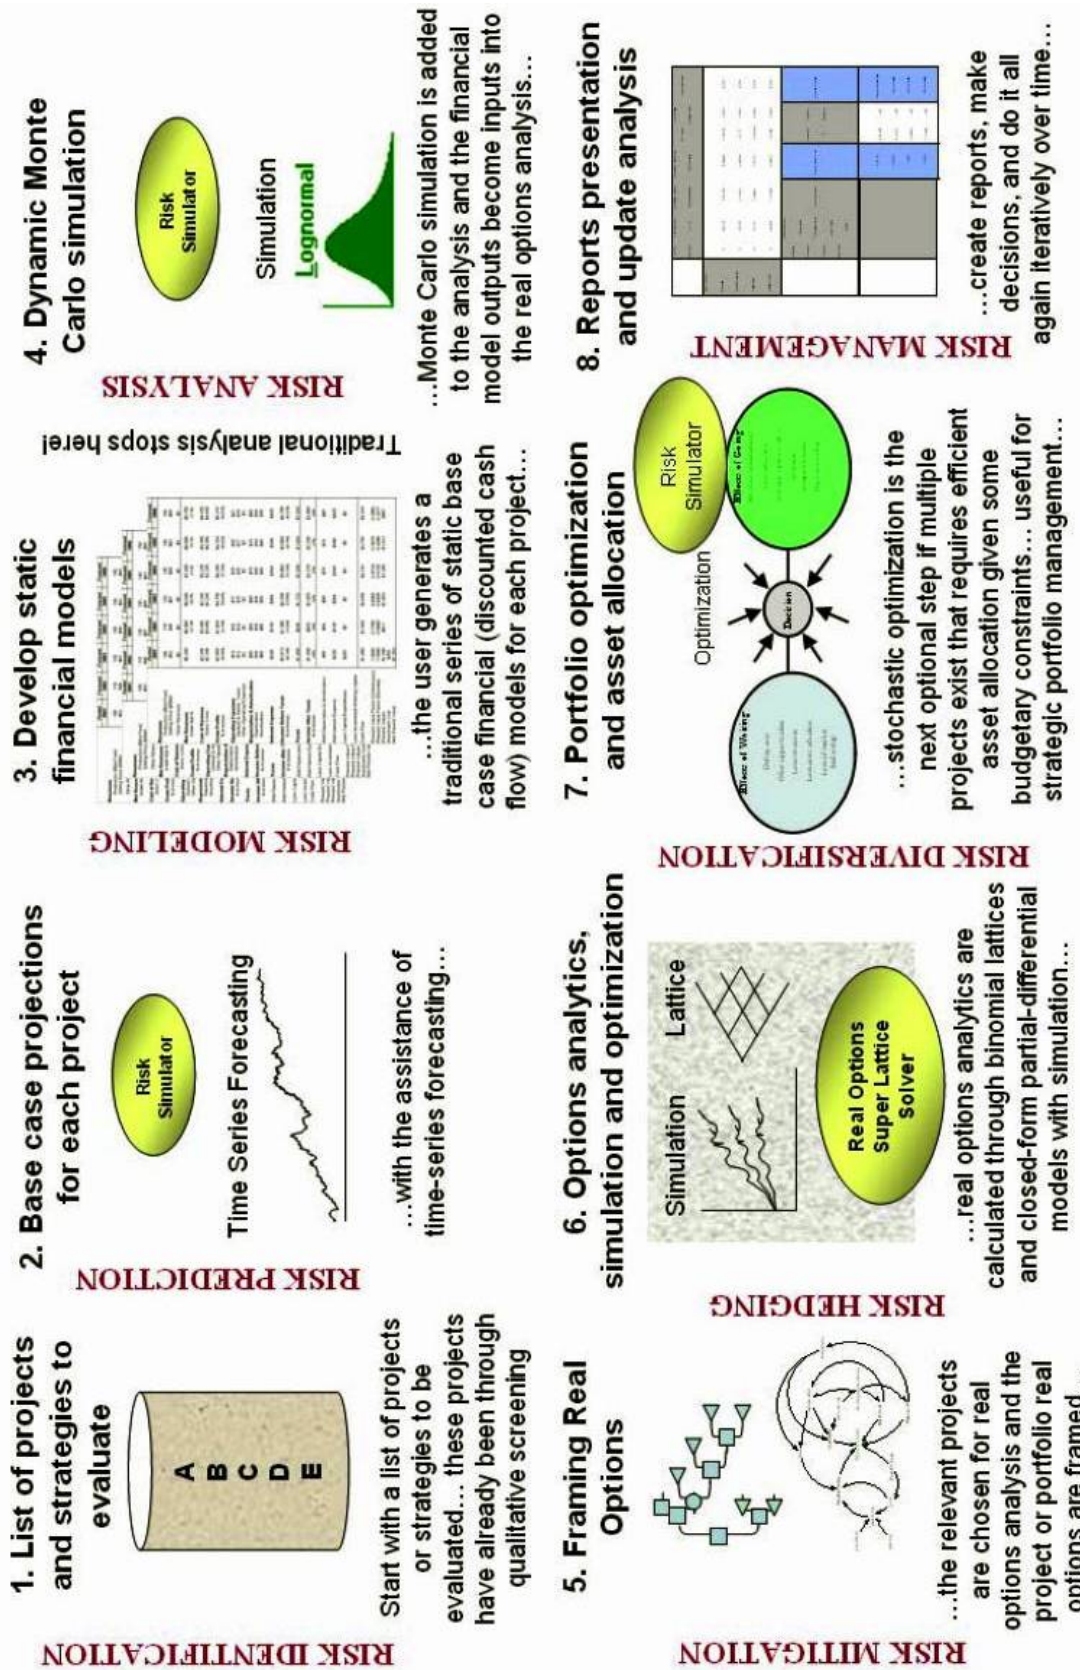 1. List of projects
and strategies to
evaluate
RISK IDENTIFICATION
A
B
C
D
E
Start with a list of projects
or strategies to be
evaluated... these projects
have already been through
qualitative screening
2. Base case projections
for each project
RISK PREDICTION
Risk
Simulator
Time Series Forecasting
...with the assistance of
time-series forecasting...
3. Develop static
financial models
RISK MODELING
...the user generates a
traditional series of static base
case financial (discounted cash
flow) models for each project...
Traditional analysis stops here!
4. Dynamic Monte
Carlo simulation
RISK ANALYSIS
Risk
Simulator
Simulation
Lognormal
...Monte Carlo simulation is added
to the analysis and the financial
model outputs become inputs into
the real options analysis...
5. Framing Real
Options
RISK MITIGATION
...the relevant projects
are chosen for real
options analysis and the
project or portfolio real
options are framed...
6. Options analytics,
simulation and optimization
RISK HEDGING
Simulation
Lattice
Real Options
Super Lattice
Solver
...real options analytics are
calculated through binomial lattices
and closed-form partial-differential
models with simulation...
7. Portfolio optimization
and asset allocation
RISK DIVERSIFICATION
Optimization
Risk
Simulator
Effects of Waiting
Decision
Effects of Going
...stochastic optimization is the
next optional step if multiple
projects exist that requires efficient
asset allocation given some
budgetary constraints... useful for
strategic portfolio management...
8. Reports presentation
and update analysis
RISK MANAGEMENT
...create reports, make
decisions, and do it all
again iteratively over time...